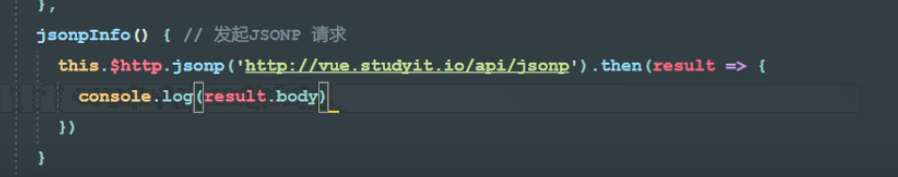 },
jsonpInfo() { // 发起JSONP 请求
this.$http.jsonp('http://vue.studyit.io/api/jsonp').then(result => {
console.log(result.body)
})
}